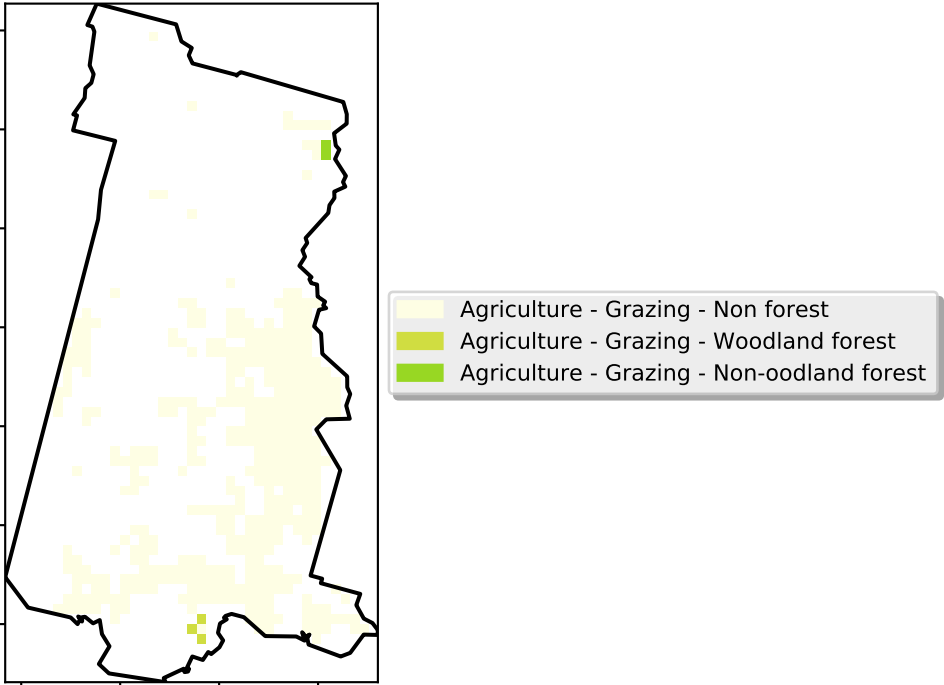 Agriculture - Grazing - Non forest
Agriculture - Grazing - Woodland forest
Agriculture - Grazing - Non-oodland forest